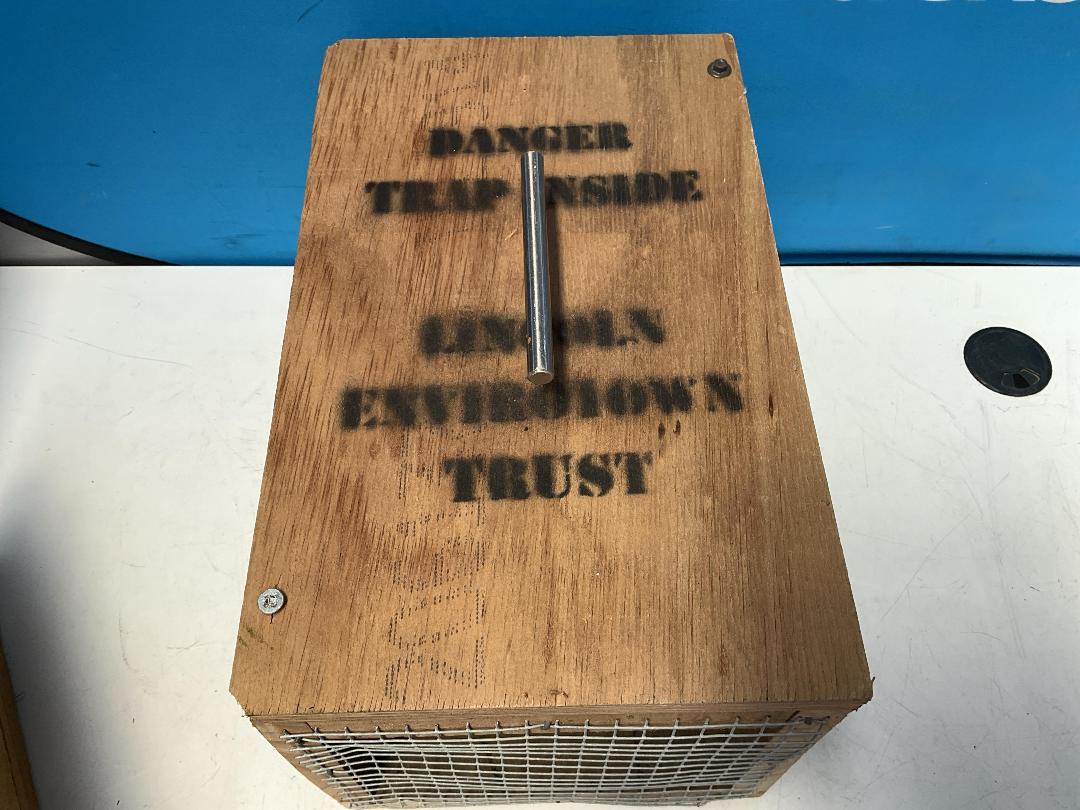 DANGER
TRAP INSIDE
LINCOLN
ENVIROTOWN
TRUST